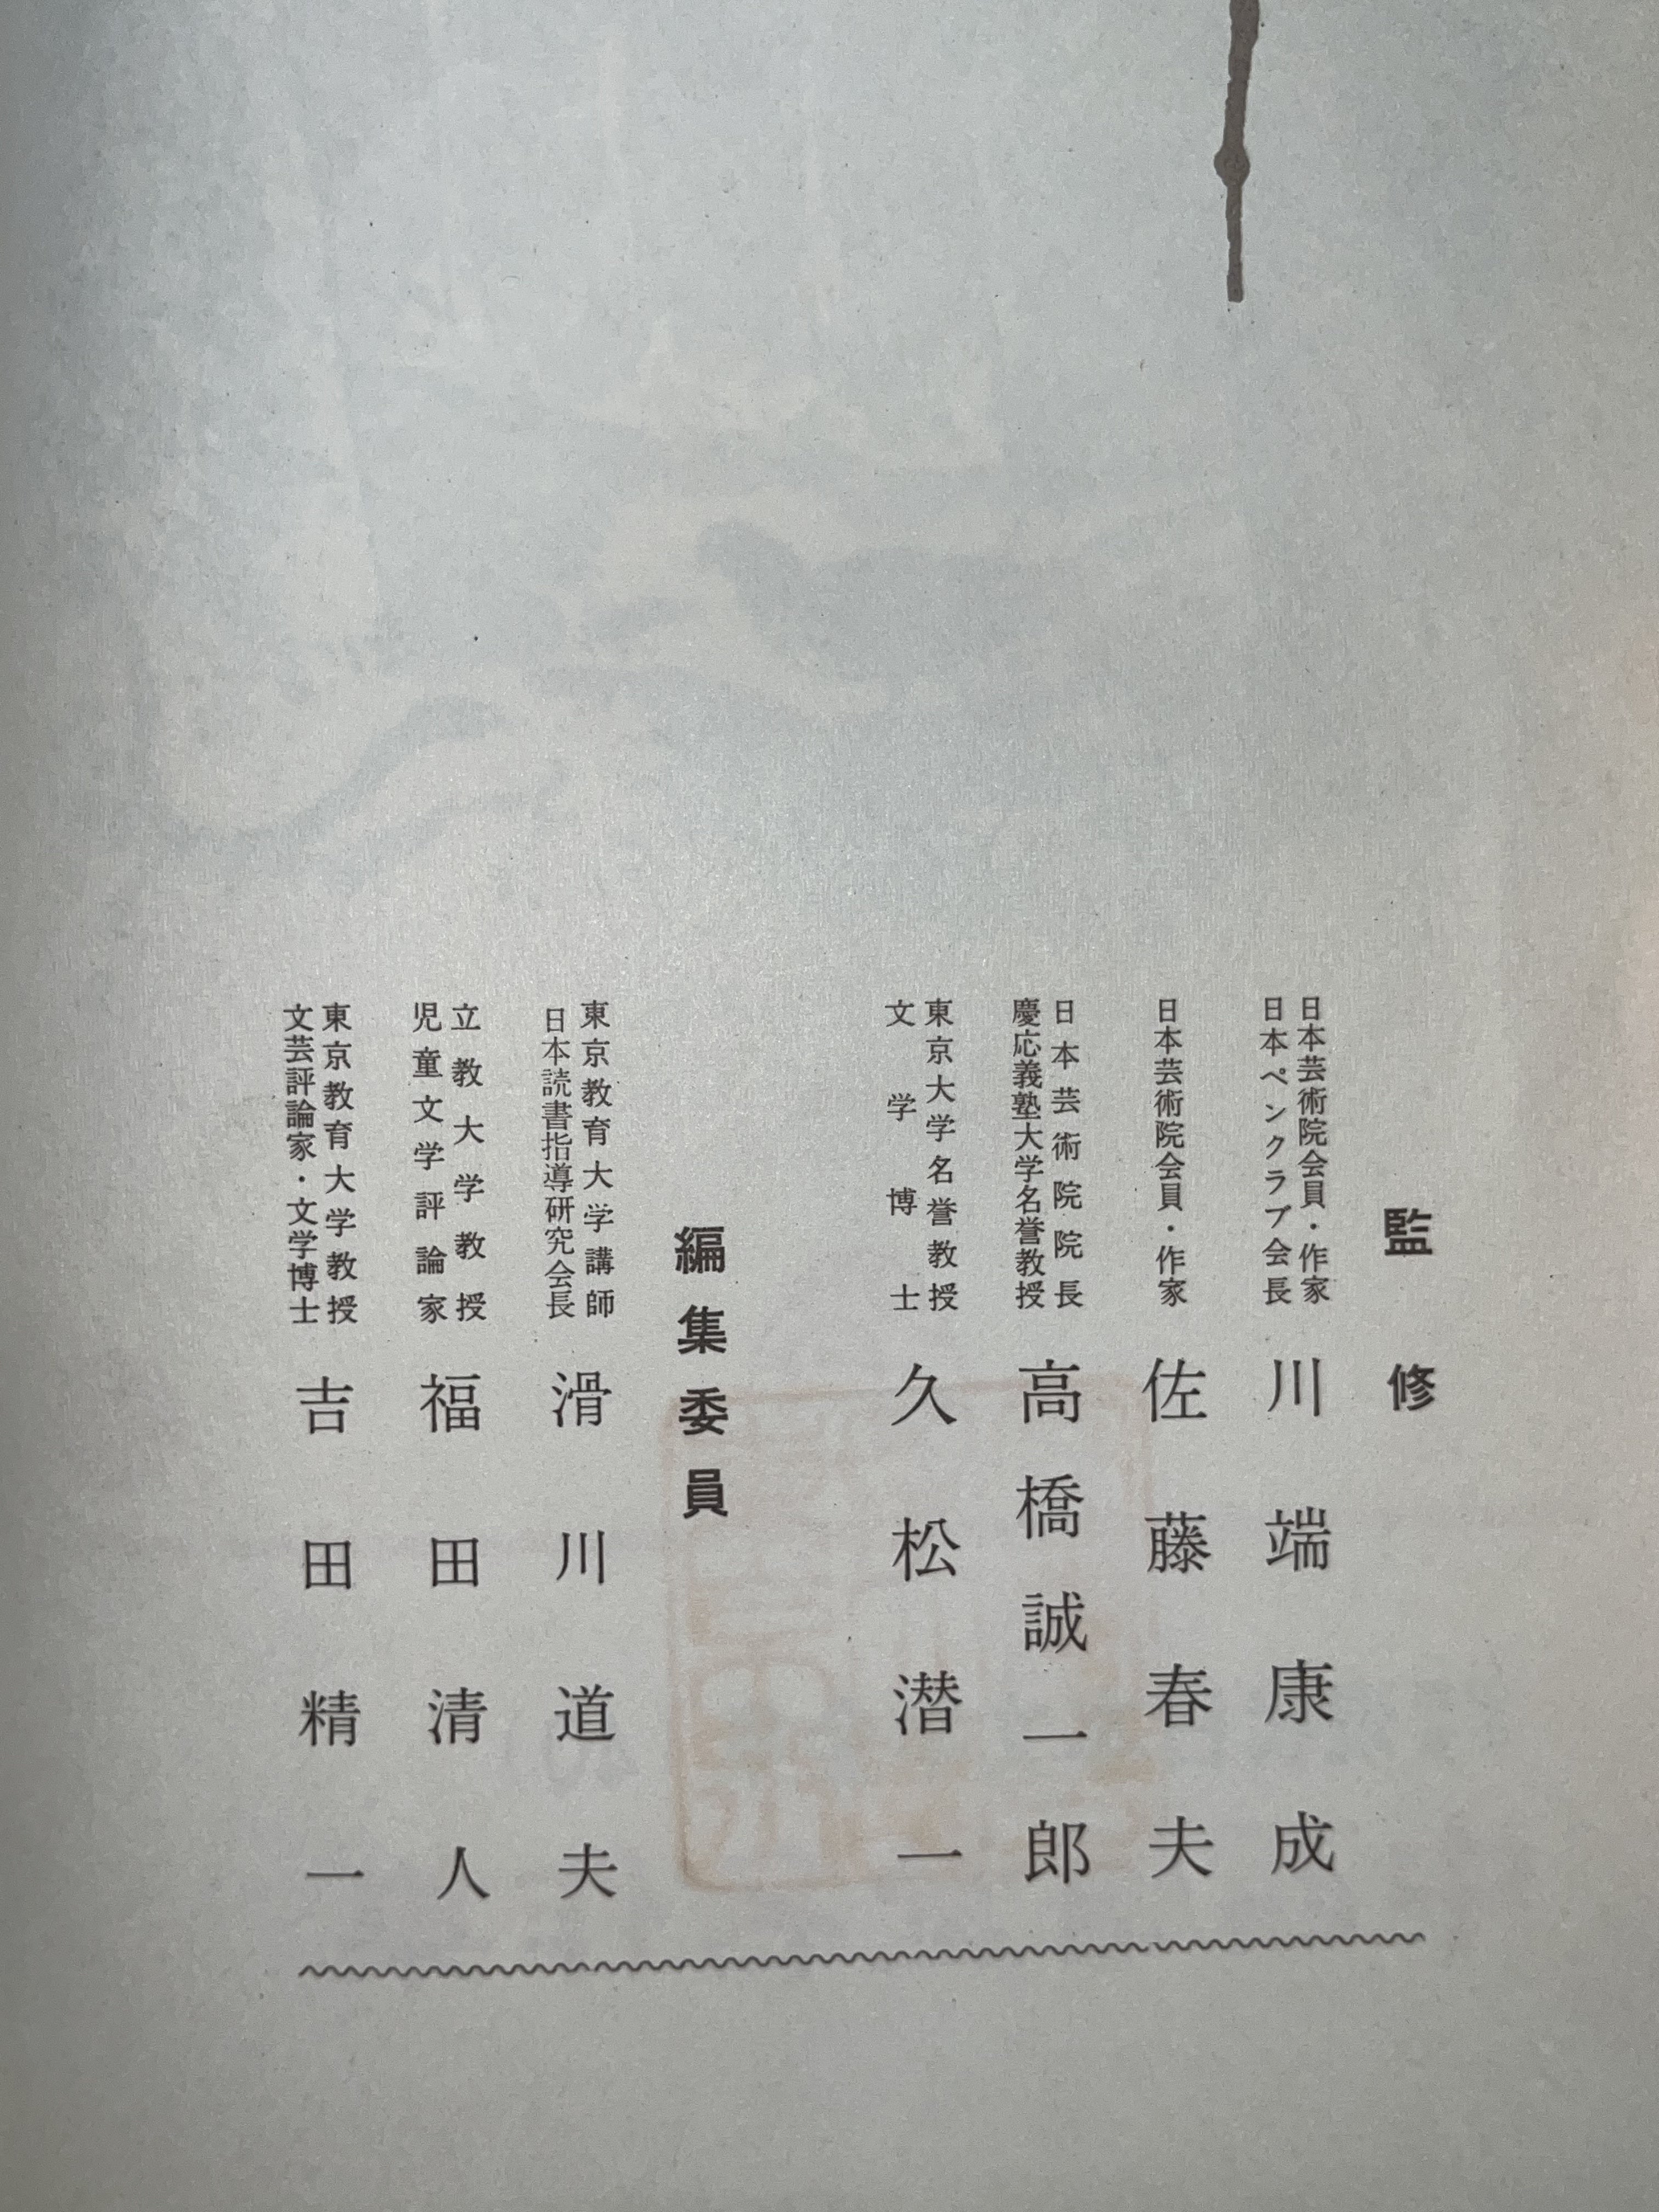 監修
日本芸術院会員・作家
日本ペンクラブ会長
川端康成
日本芸術院会員・作家
佐藤春夫
日本芸術院院長
慶応義塾大学名誉教授
高橋誠一郎
東京大学名誉教授
文学博士
久松潜一
編集委員
東京教育大学講師
日本読書指導研究会長
滑川道夫
立教大学教授
児童文学評論家
福田清人
東京教育大学教授
文芸評論家・文学博士
吉田精一